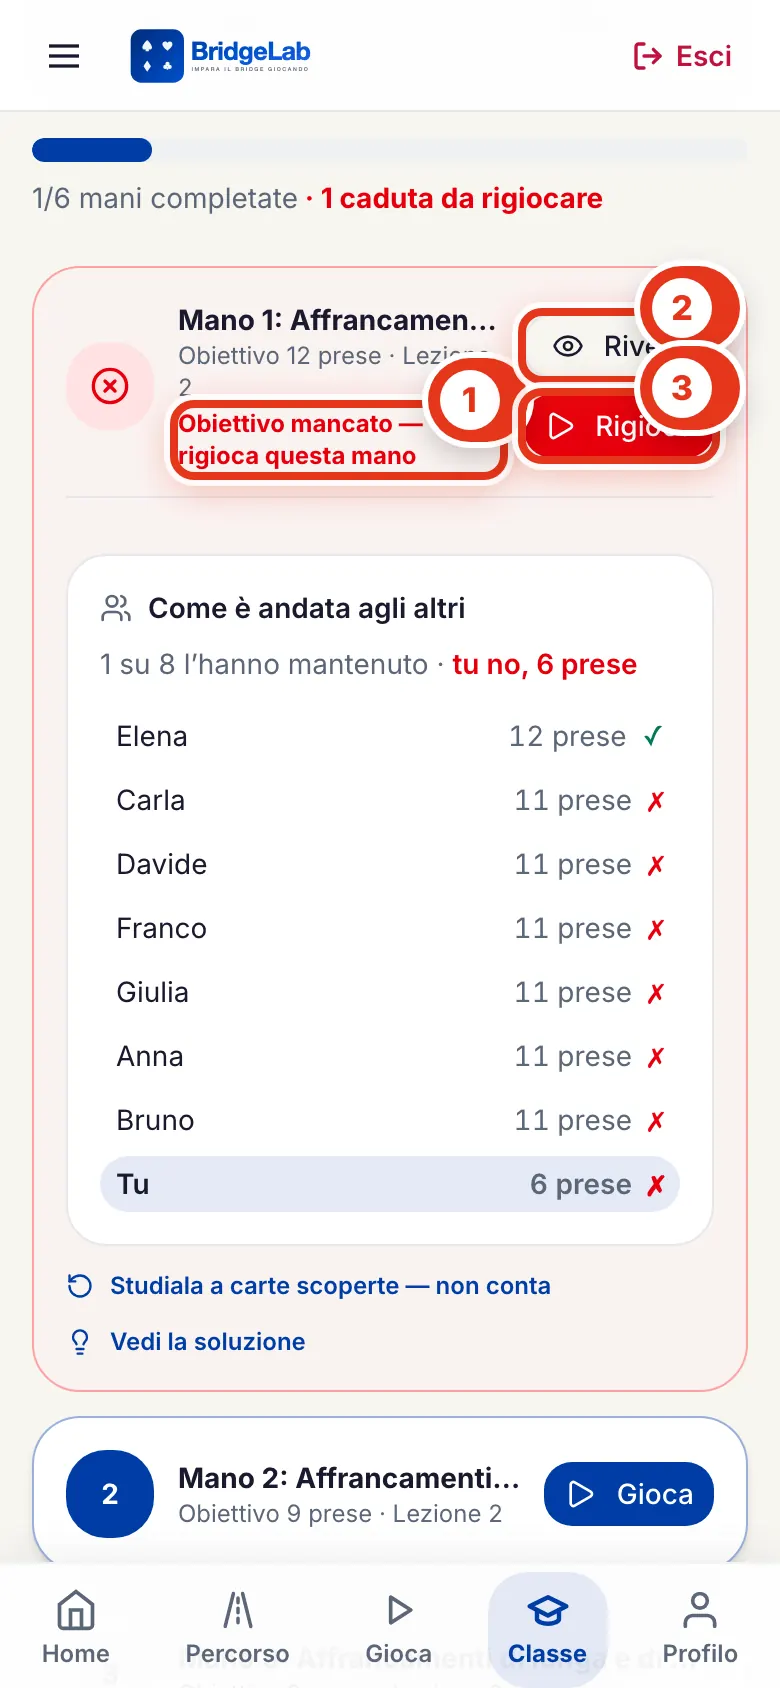 BridgeLab
IMPARA IL BRIDGE GIOCANDO
Esci
1/6 mani completate · 1 caduta da rigiocare
Mano 1: Affrancamen...
Obiettivo 12 prese · Lezione
2
Obiettivo mancato —
rigioca questa mano
1
2
3
Come è andata agli altri
1 su 8 l’hanno mantenuto · tu no, 6 prese
Elena 12 prese ✓
Carla 11 prese ✗
Davide 11 prese ✗
Franco 11 prese ✗
Giulia 11 prese ✗
Anna 11 prese ✗
Bruno 11 prese ✗
Tu 6 prese ✗
Studiala a carte scoperte — non conta
Vedi la soluzione
2
Mano 2: Affrancamenti...
Obiettivo 9 prese · Lezione 2
Gioca
Home
Percorso
Gioca
Classe
Profilo